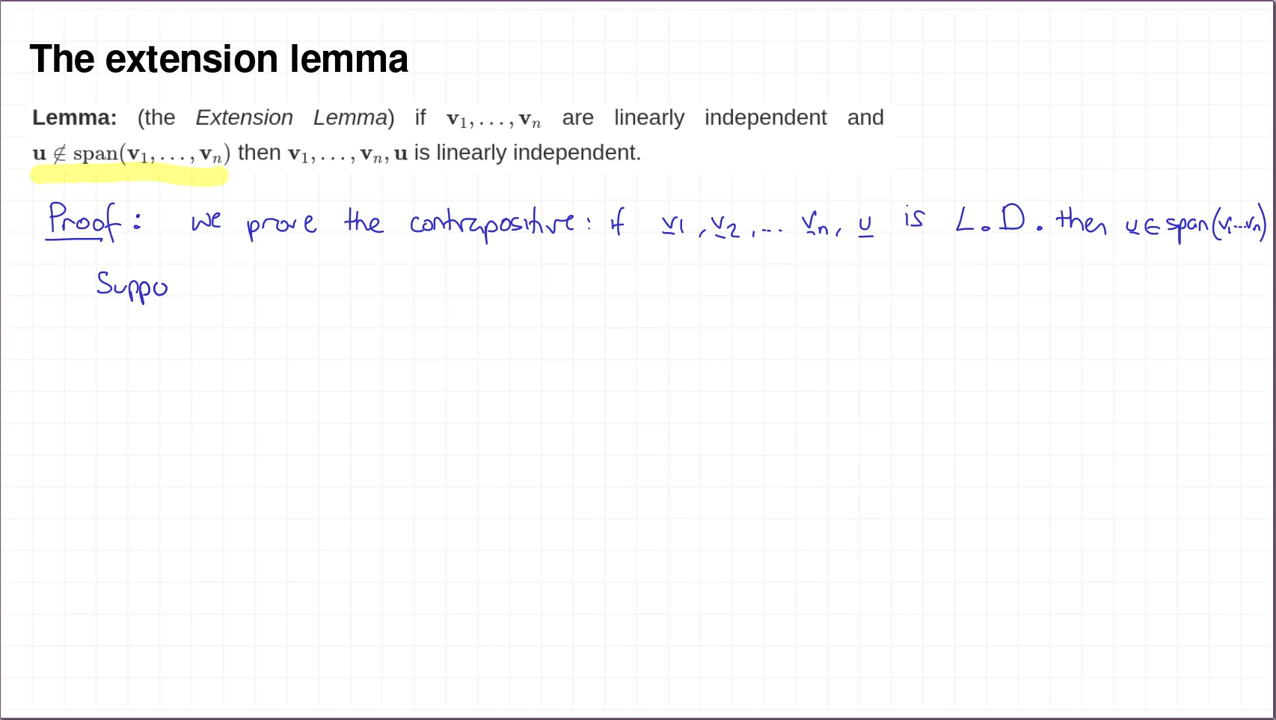 The extension lemma
Lemma: (the Extension Lemma) if v₁, . . . , vₙ are linearly independent and
u ∉ span(v₁, . . . , vₙ) then v₁, . . . , vₙ, u is linearly independent.
Proof : we prove the contrapositive : if v1 , v2 , ... vn , u is L.D. then u ∈ span(v₁...vₙ)
Suppo